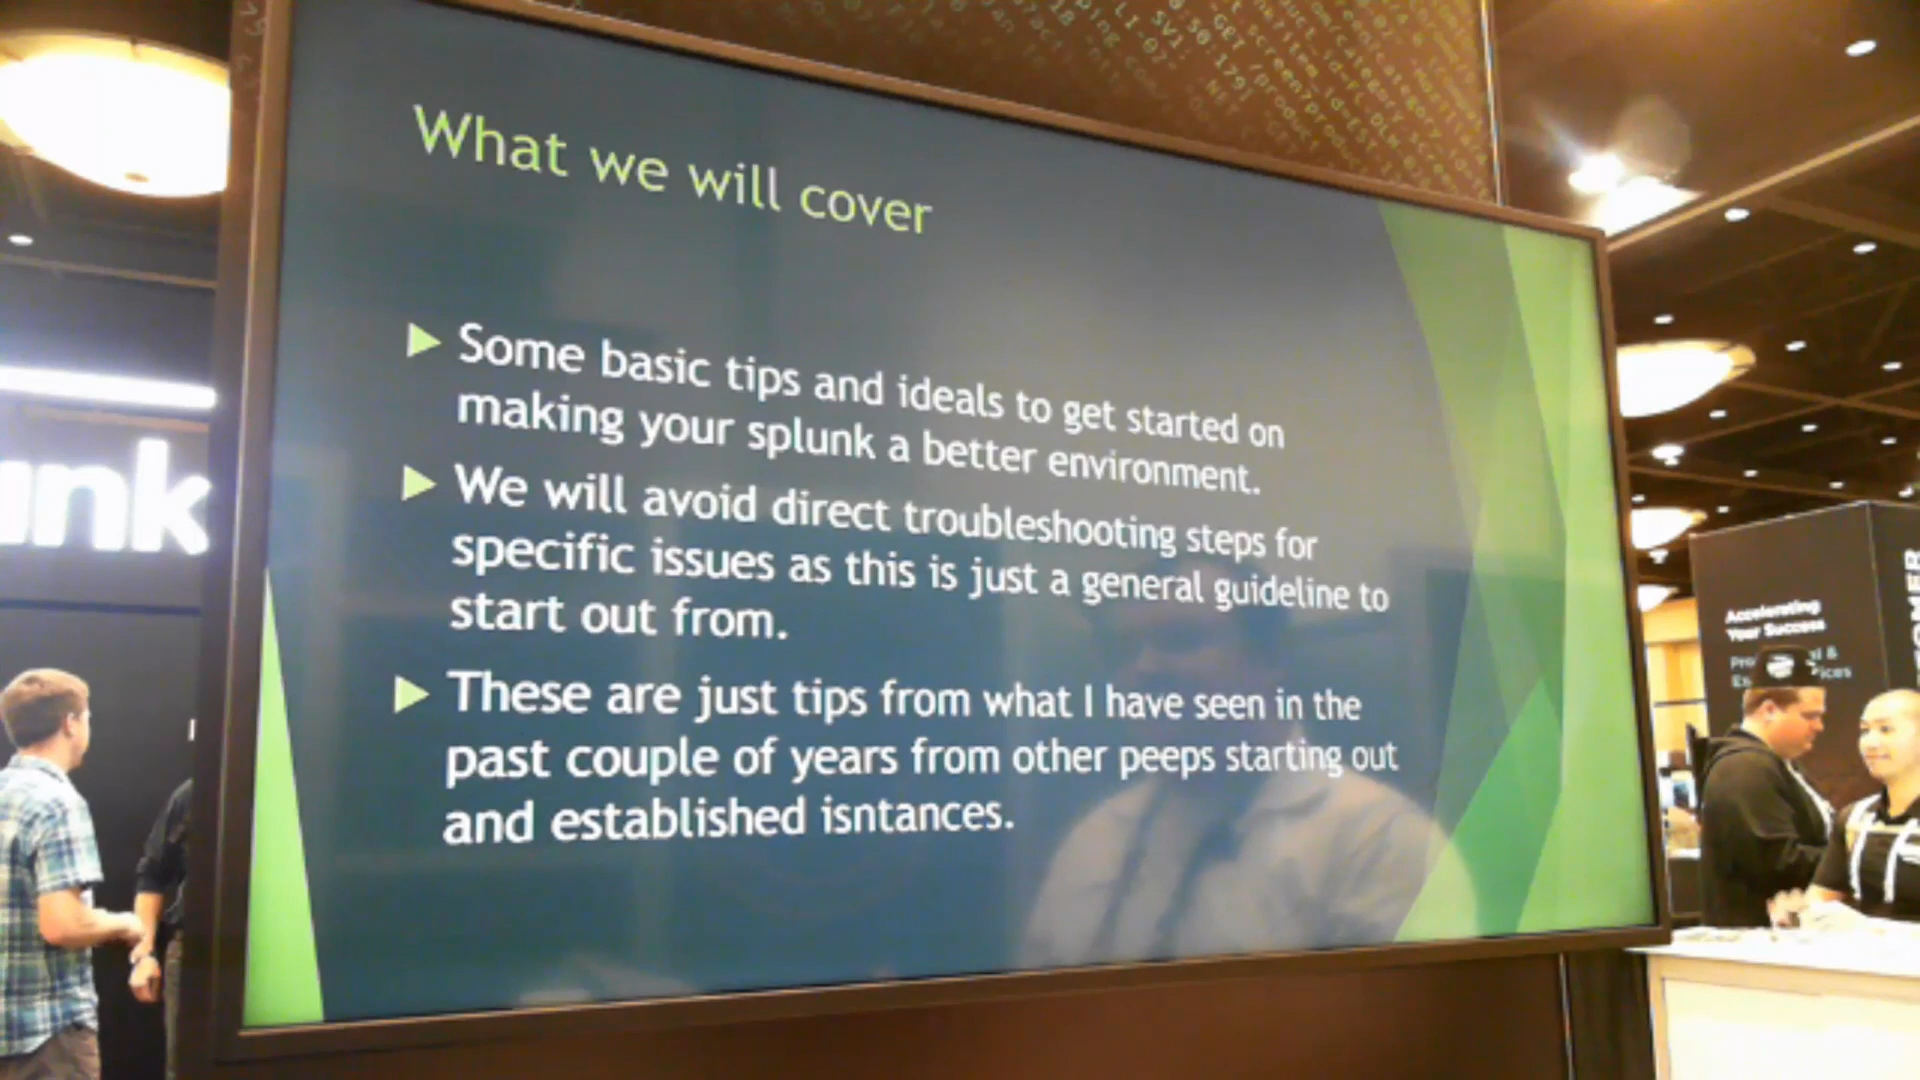 What we will cover
Some basic tips and ideals to get started on
making your splunk a better environment.
We will avoid direct troubleshooting steps for
specific issues as this is just a general guideline to
start out from.
These are just tips from what I have seen in the
past couple of years from other peeps starting out
and established isntances.
unk
Accelerating
Your Success